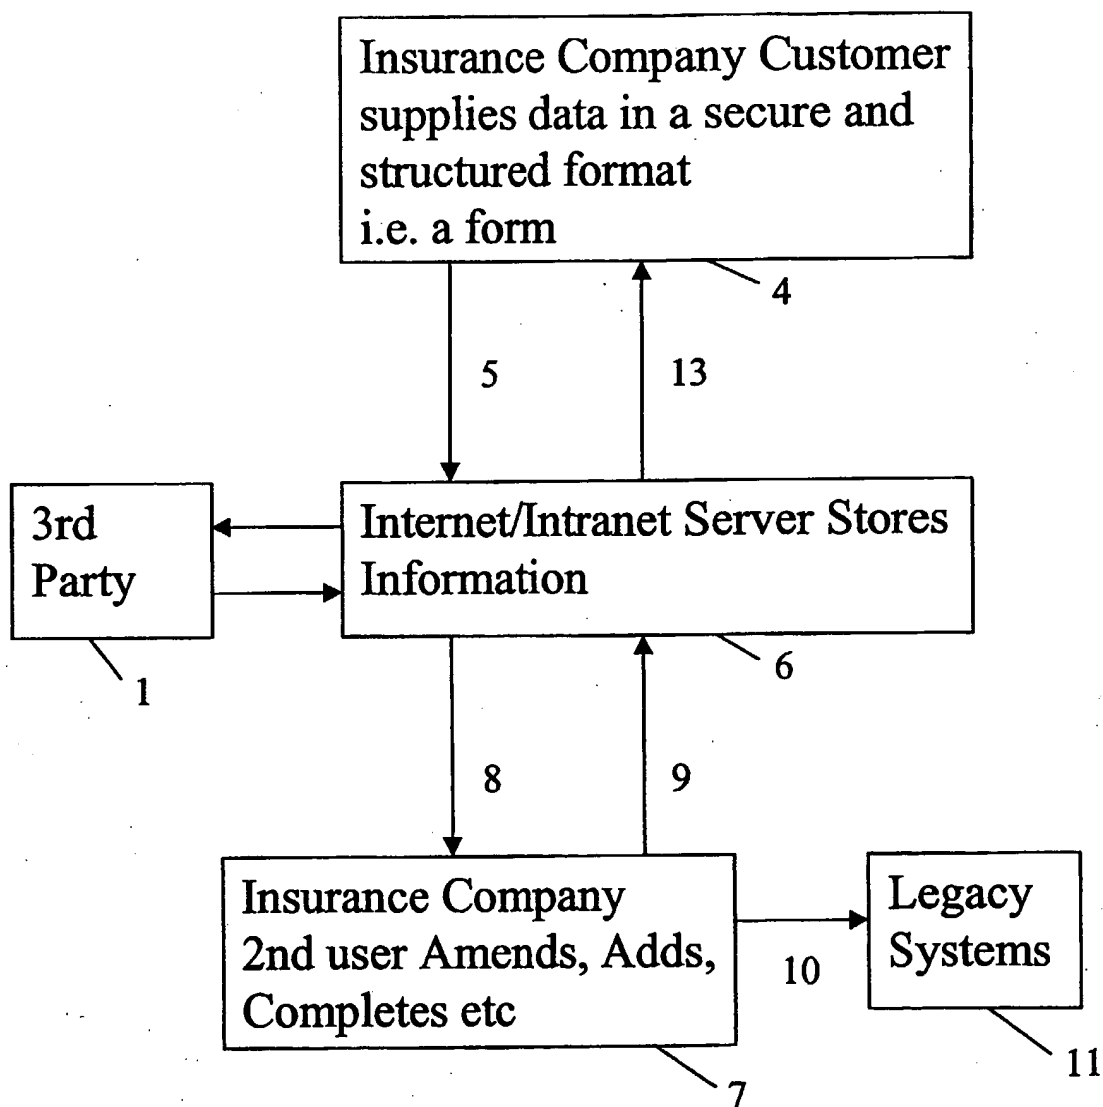 Insurance Company Customer
supplies data in a secure and
structured format
i.e. a form
4
5
13
3rd
Party
1
Internet/Intranet Server Stores
Information
6
8
9
Insurance Company
2nd user Amends, Adds,
Completes etc
7
10
Legacy
Systems
11